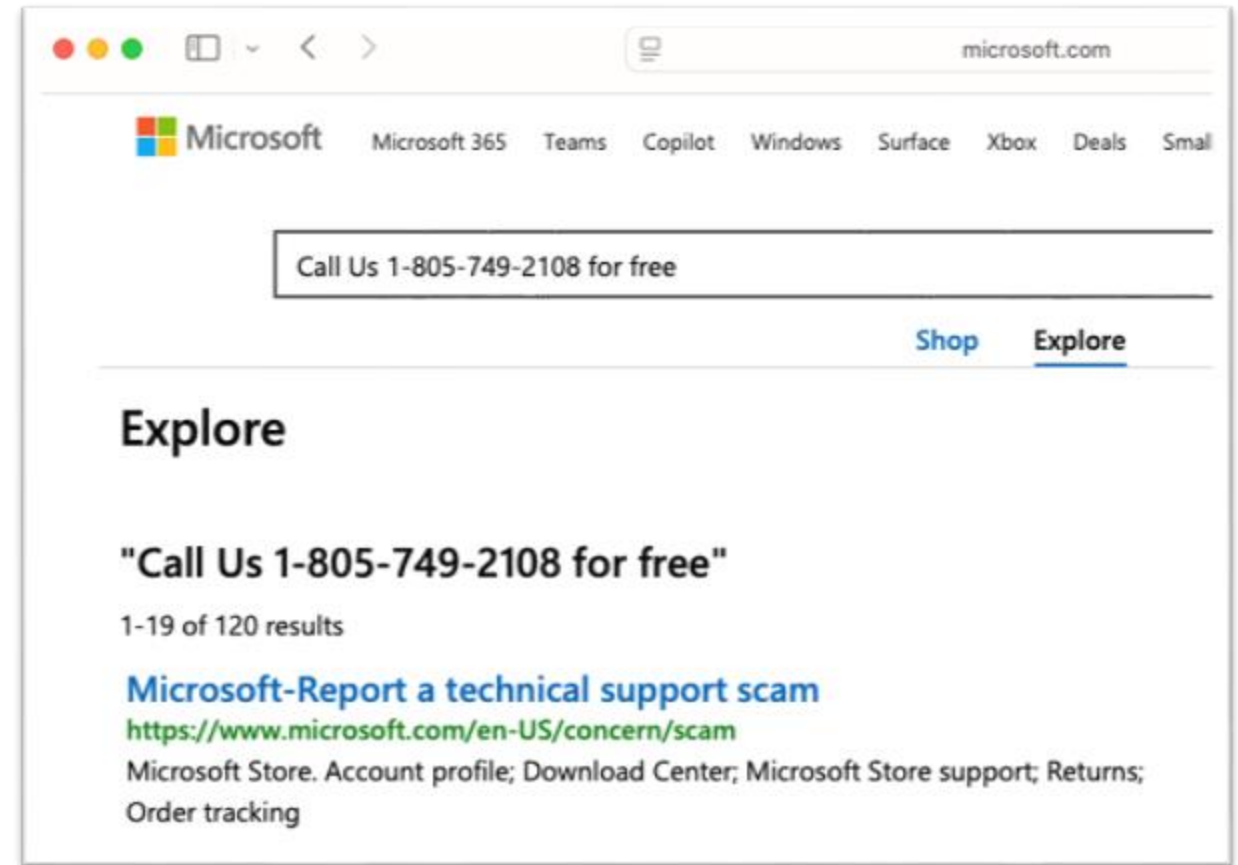 microsoft.com
Microsoft Microsoft 365 Teams Copilot Windows Surface Xbox Deals Smal
Call Us 1-805-749-2108 for free
Shop Explore
Explore
"Call Us 1-805-749-2108 for free"
1-19 of 120 results
Microsoft-Report a technical support scam
https://www.microsoft.com/en-US/concern/scam
Microsoft Store. Account profile; Download Center; Microsoft Store support; Returns;
Order tracking